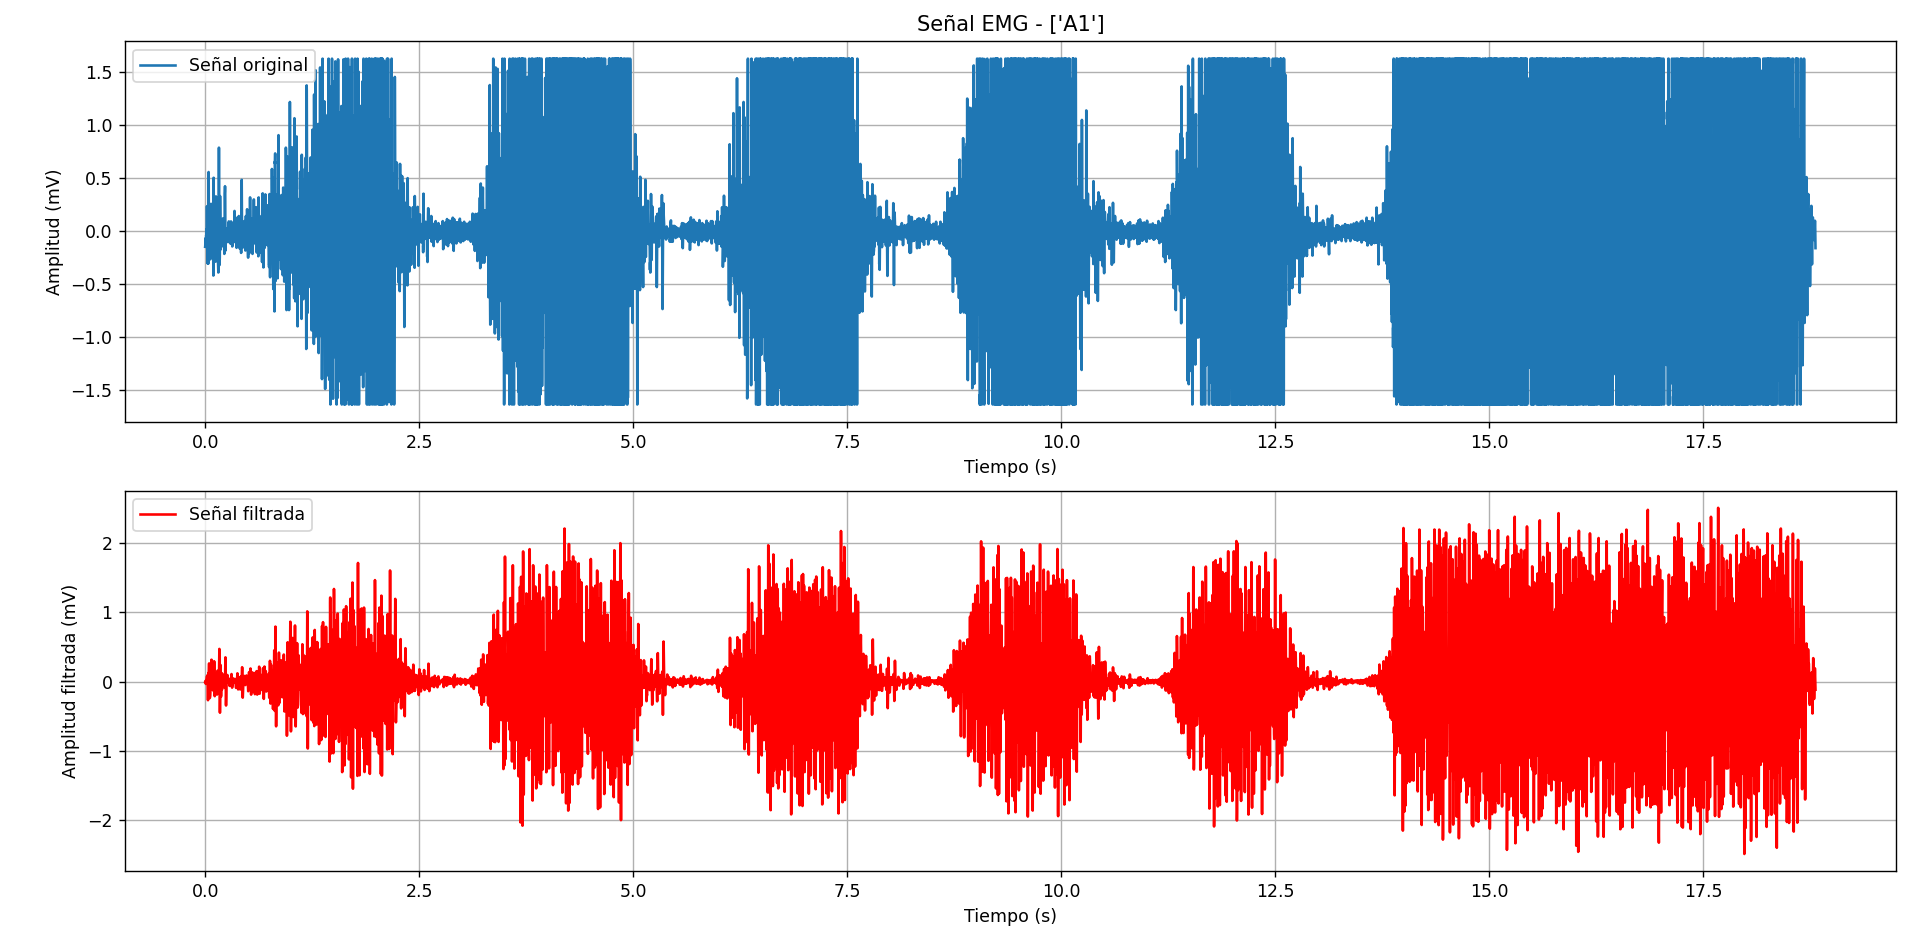 Señal EMG - ['A1']
Señal original
1.5
1.0
0.5
0.0
−0.5
−1.0
−1.5
Amplitud (mV)
0.0 2.5 5.0 7.5 10.0 12.5 15.0 17.5
Tiempo (s)
Señal filtrada
2
1
0
−1
−2
Amplitud filtrada (mV)
0.0 2.5 5.0 7.5 10.0 12.5 15.0 17.5
Tiempo (s)